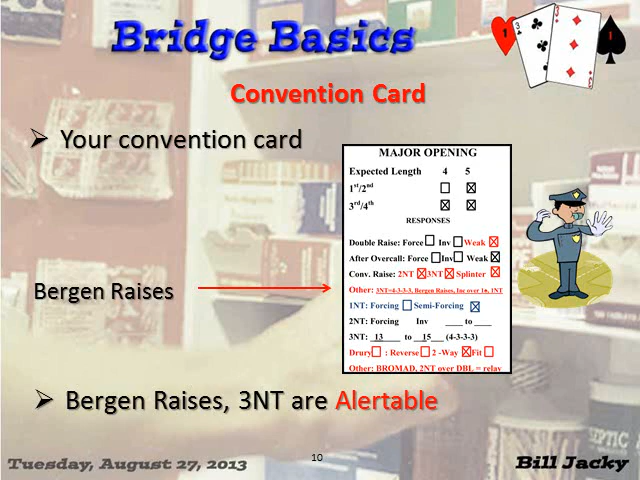 Bridge Basics
Convention Card
➢ Your convention card
MAJOR OPENING
Expected Length 4 5
1st/2nd ☐ ☒
3rd/4th ☒ ☒
RESPONSES
Double Raise: Force ☐ Inv ☐ Weak ☒
After Overcall: Force ☐ Inv ☐ Weak ☒
Conv. Raise: 2NT ☒ 3NT ☒ Splinter ☒
Other: 3NT=4-3-3-3, Bergen Raises, Inc over 1♠, 1NT
1NT: Forcing ☐ Semi-Forcing ☒
2NT: Forcing Inv ____ to ____
3NT: 13 to 15 (4-3-3-3)
Drury ☐ : Reverse ☐ 2 -Way ☒ Fit ☐
Other: BROMAD, 2NT over DBL = relay
Bergen Raises
➢ Bergen Raises, 3NT are Alertable
Tuesday, August 27, 2013
10
Bill Jacky